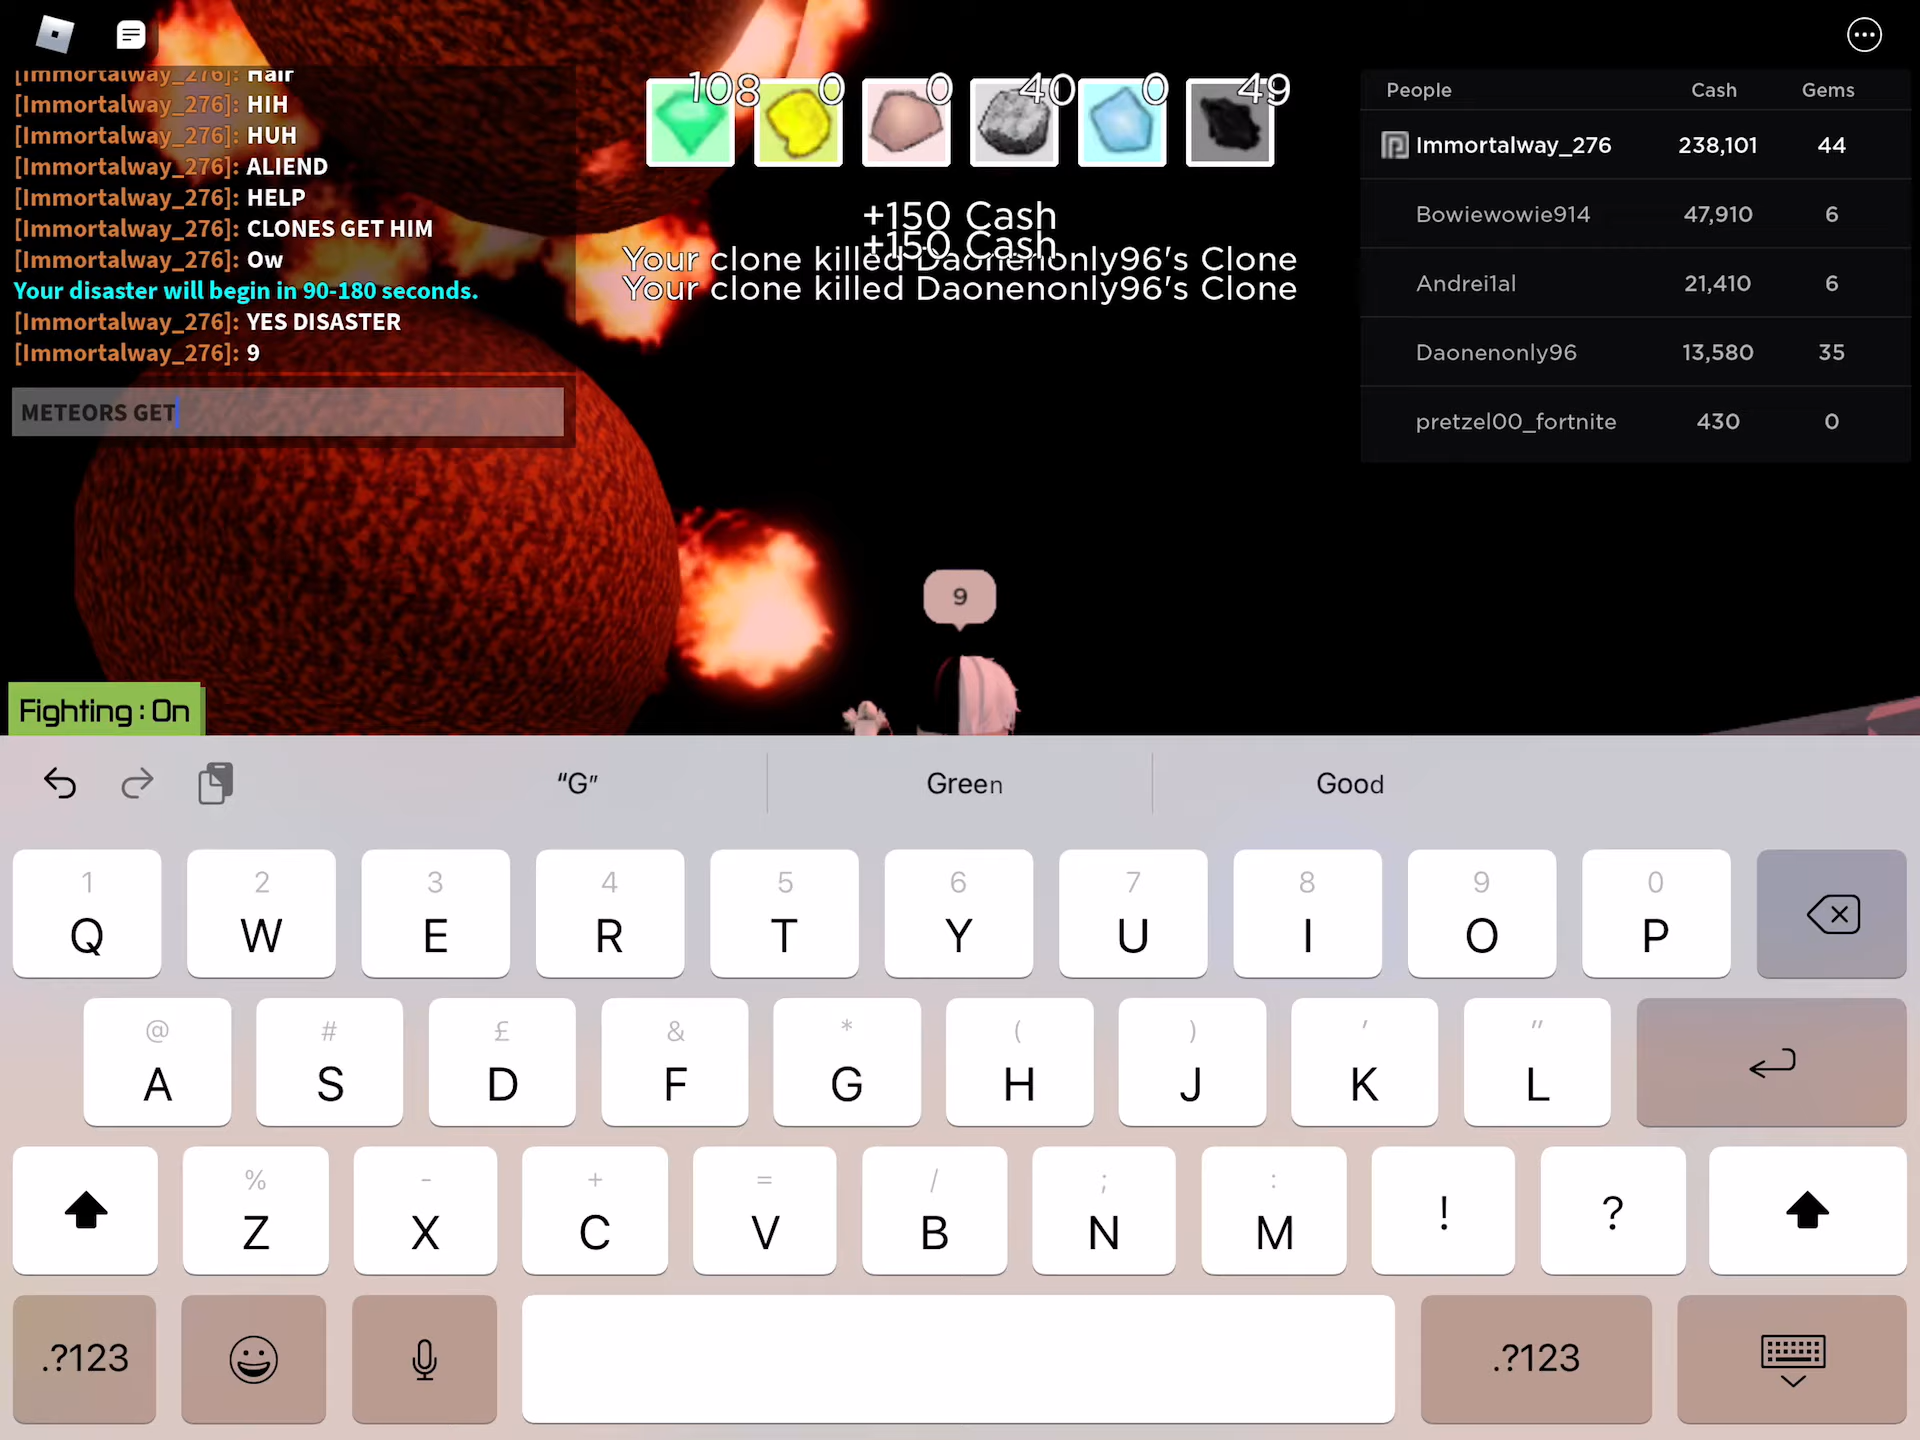 [Immortalway_276]: Hair
[Immortalway_276]: HIH
[Immortalway_276]: HUH
[Immortalway_276]: ALIEND
[Immortalway_276]: HELP
[Immortalway_276]: CLONES GET HIM
[Immortalway_276]: Ow
Your disaster will begin in 90-180 seconds.
[Immortalway_276]: YES DISASTER
[Immortalway_276]: 9
METEORS GET
108 0 0 40 0 49
+150 Cash
+150 Cash
Your clone killed Daonenonly96's Clone
Your clone killed Daonenonly96's Clone
People Cash Gems
Immortalway_276 238,101 44
Bowiewowie914 47,910 6
Andrei1al 21,410 6
Daonenonly96 13,580 35
pretzel00_fortnite 430 0
9
Fighting : On
“G” Green Good
1 2 3 4 5 6 7 8 9 0
Q W E R T Y U I O P
@ # £ & * ( ) ' "
A S D F G H J K L
% - + = / ; :
Z X C V B N M ! ?
.?123 .?123